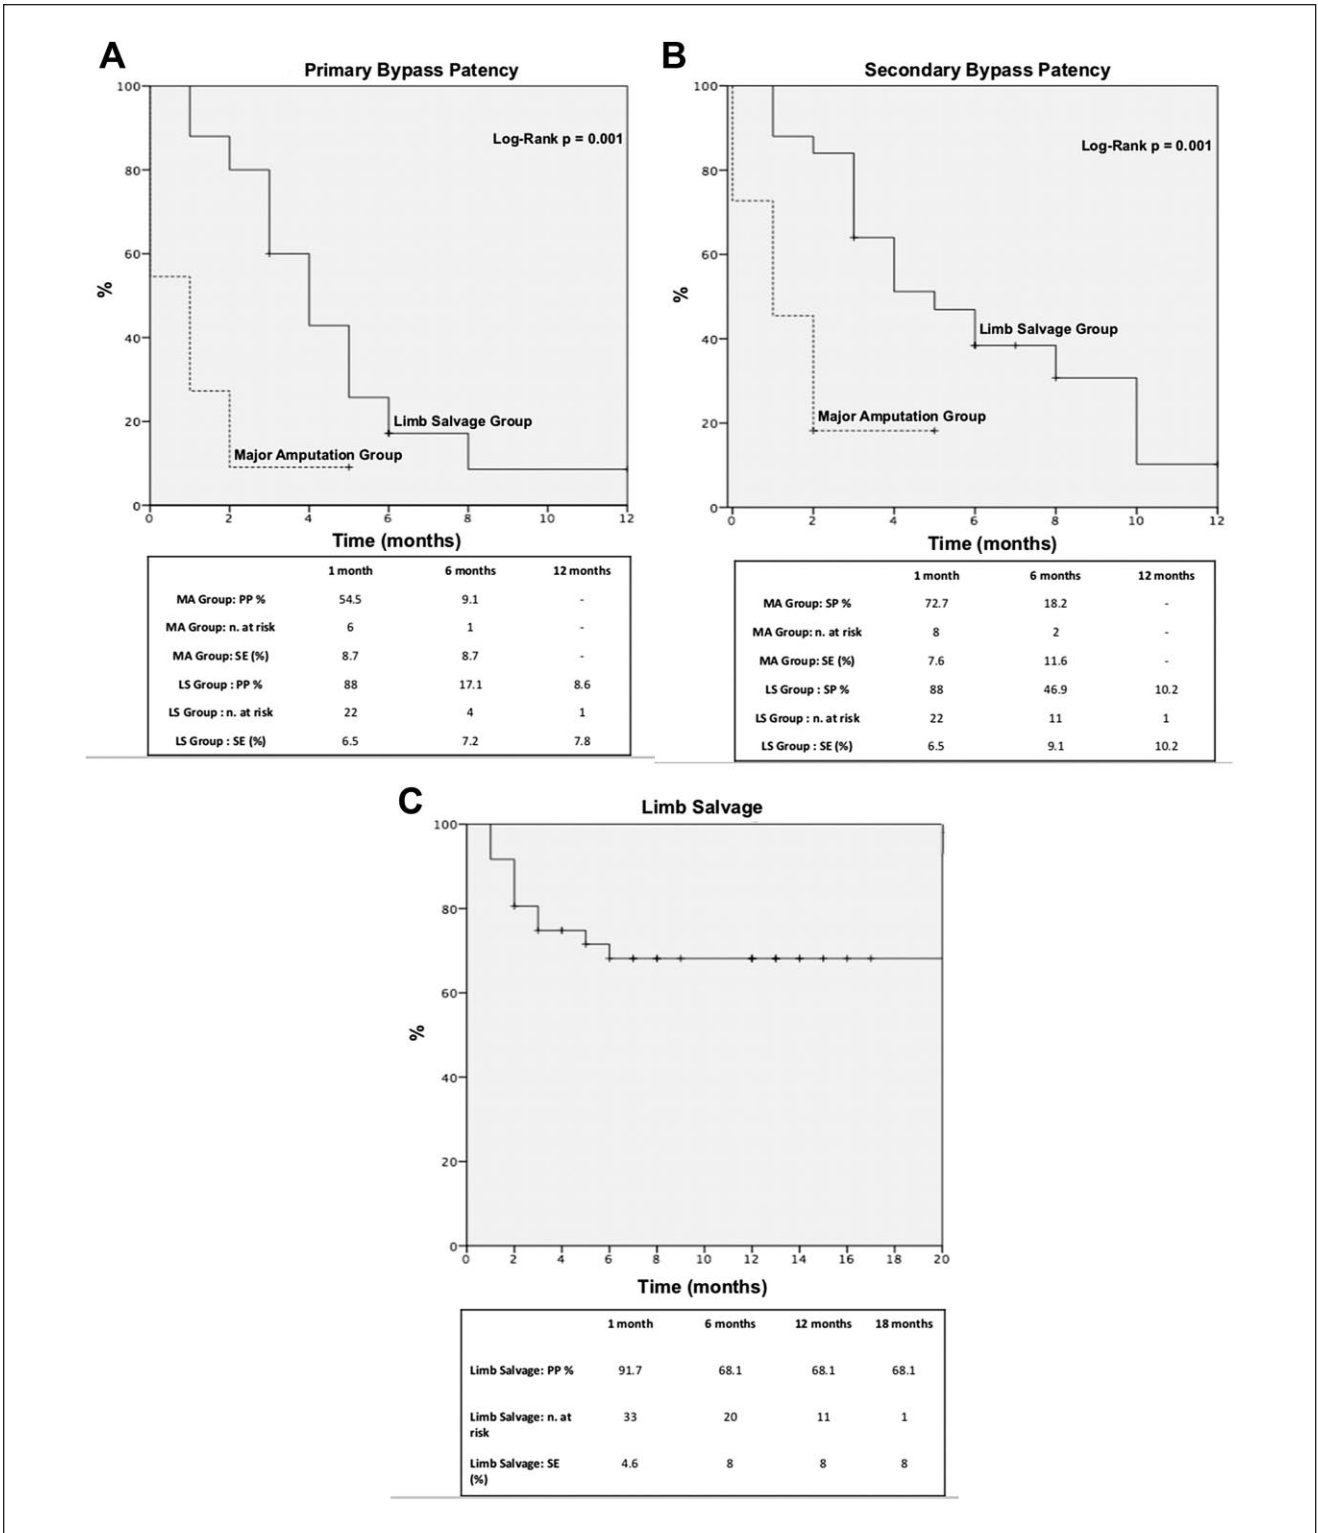 A
Primary Bypass Patency
Log-Rank p = 0.001
100
80
60
40
20
0
%
Limb Salvage Group
Major Amputation Group
0 2 4 6 8 10 12
Time (months)
1 month 6 months 12 months
MA Group: PP % 54.5 9.1 -
MA Group: n. at risk 6 1 -
MA Group: SE (%) 8.7 8.7 -
LS Group : PP % 88 17.1 8.6
LS Group : n. at risk 22 4 1
LS Group : SE (%) 6.5 7.2 7.8
B
Secondary Bypass Patency
Log-Rank p = 0.001
100
80
60
40
20
0
%
Limb Salvage Group
Major Amputation Group
0 2 4 6 8 10 12
Time (months)
1 month 6 months 12 months
MA Group: SP % 72.7 18.2 -
MA Group: n. at risk 8 2 -
MA Group: SE (%) 7.6 11.6 -
LS Group : SP % 88 46.9 10.2
LS Group : n. at risk 22 11 1
LS Group : SE (%) 6.5 9.1 10.2
C
Limb Salvage
100
80
60
40
20
0
%
0 2 4 6 8 10 12 14 16 18 20
Time (months)
1 month 6 months 12 months 18 months
Limb Salvage: PP % 91.7 68.1 68.1 68.1
Limb Salvage: n. at 33 20 11 1
risk
Limb Salvage: SE 4.6 8 8 8
(%)